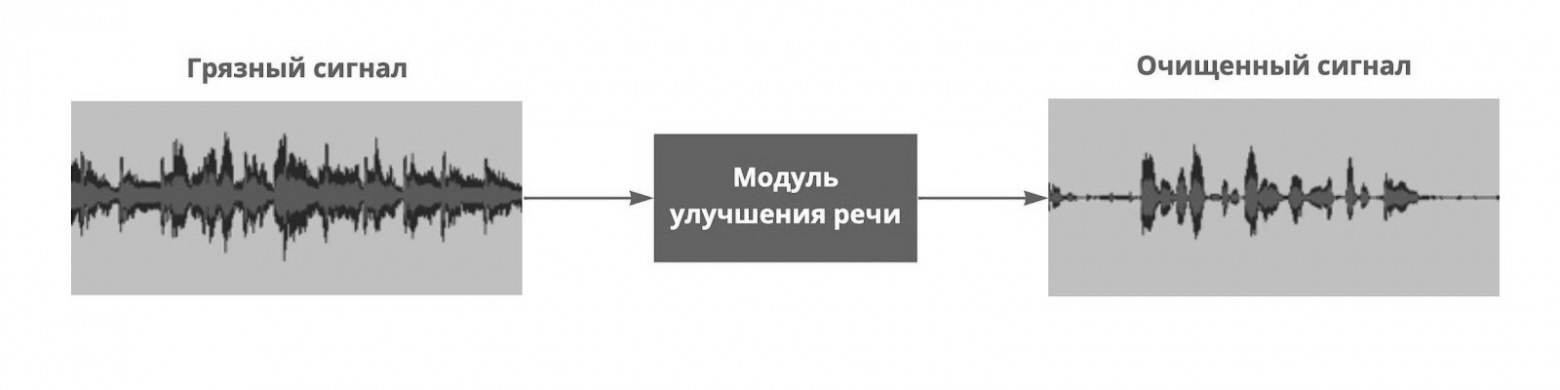 Грязный сигнал
Модуль
улучшения речи
Очищенный сигнал